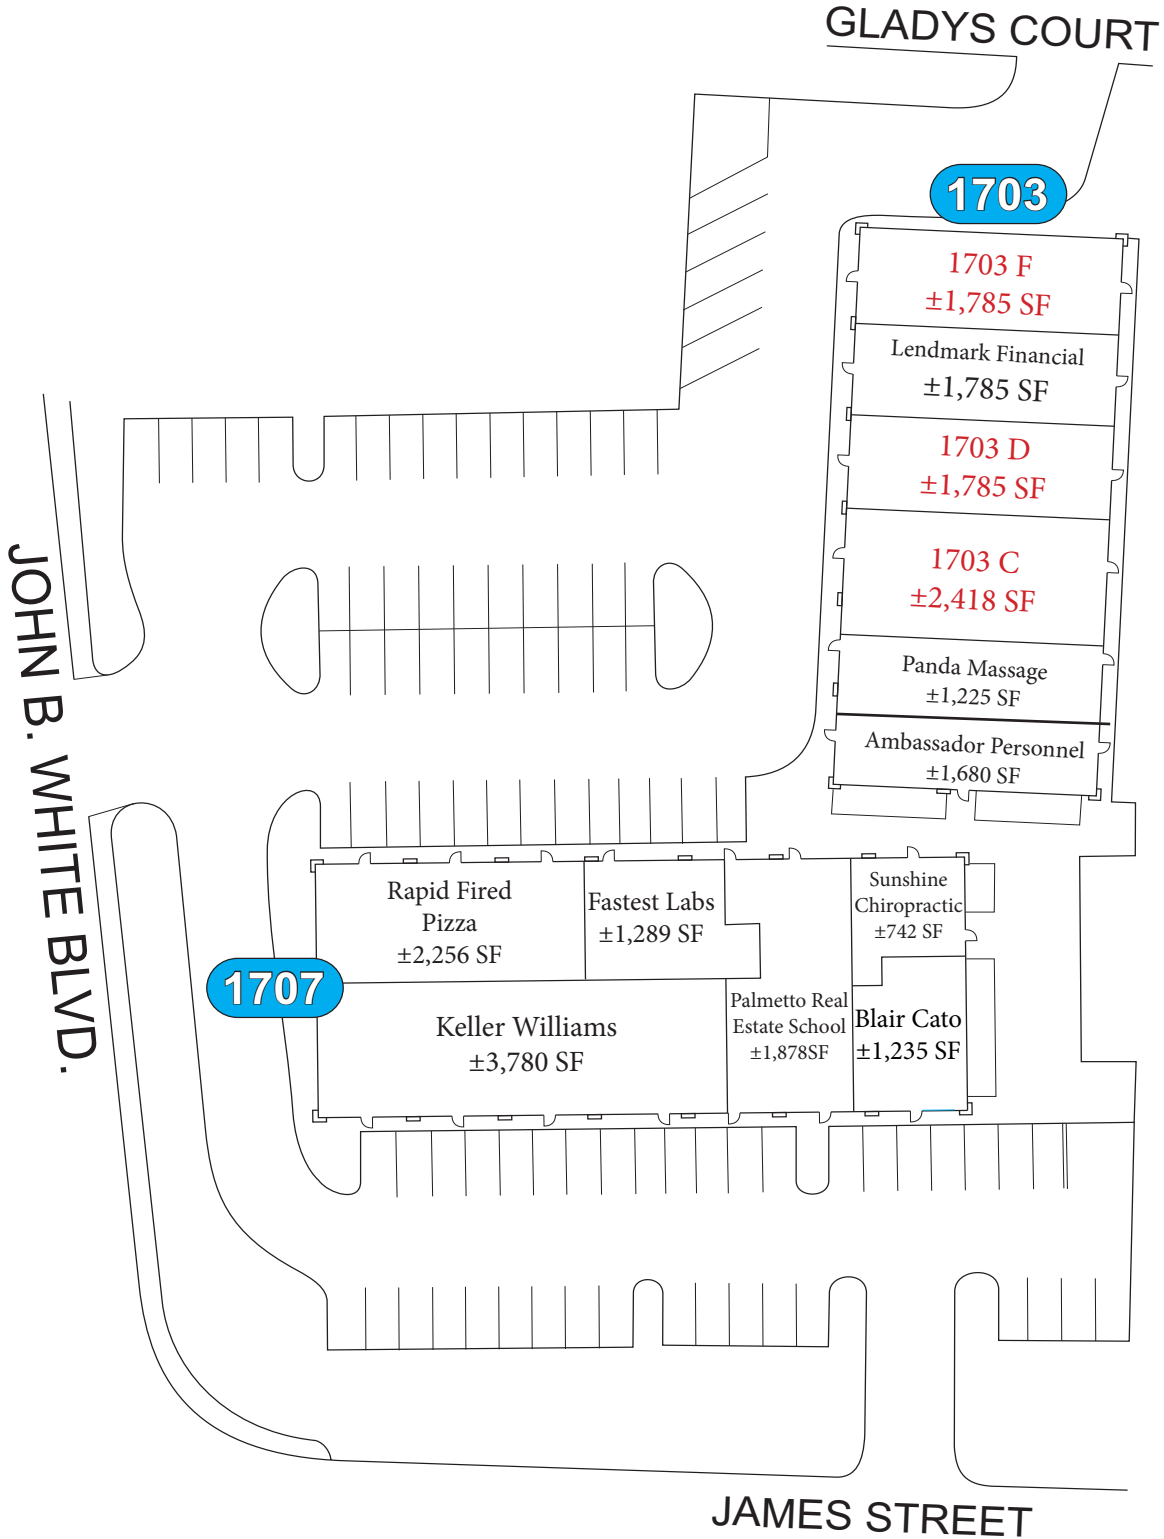 GLADYS COURT
1703
1703 F
±1,785 SF
Lendmark Financial
±1,785 SF
1703 D
±1,785 SF
1703 C
±2,418 SF
Panda Massage
±1,225 SF
Ambassador Personnel
±1,680 SF
JOHN B. WHITE BLVD.
Rapid Fired
Pizza
±2,256 SF
Fastest Labs
±1,289 SF
Sunshine
Chiropractic
±742 SF
1707
Keller Williams
±3,780 SF
Palmetto Real
Estate School
±1,878SF
Blair Cato
±1,235 SF
JAMES STREET